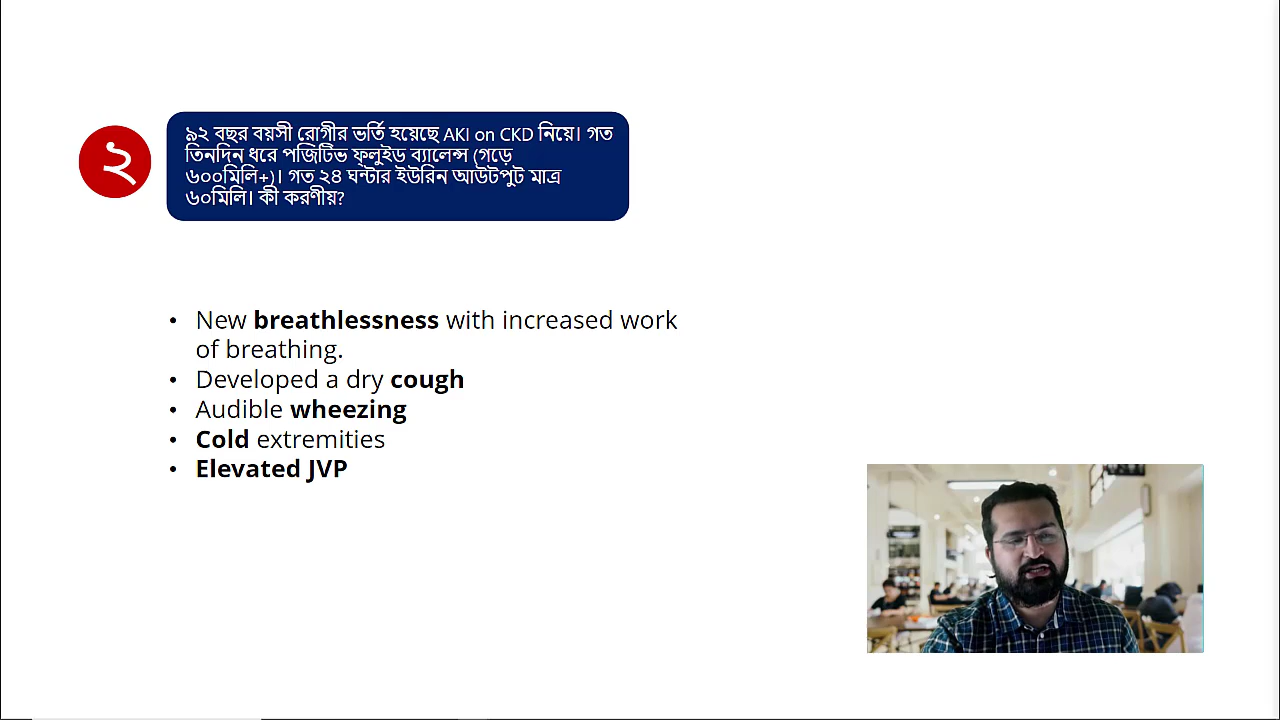 ২
৯২ বছর বয়সী রোগীর ভর্তি হয়েছে AKI on CKD নিয়ে। গত
তিনদিন ধরে পজিটিভ ফ্লুইড ব্যালেন্স (গড়ে
৬০০মিলি+)। গত ২৪ ঘন্টার ইউরিন আউটপুট মাত্র
৬০মিলি। কী করণীয়?
• New breathlessness with increased work
of breathing.
• Developed a dry cough
• Audible wheezing
• Cold extremities
• Elevated JVP